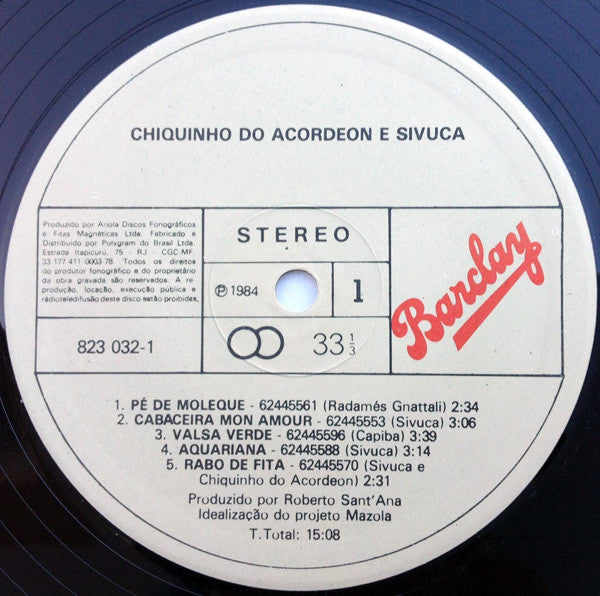 CHIQUINHO DO ACORDEON E SIVUCA
Produzido por Ariola Discos Fonográficos
e Fitas Magnéticas Ltda. Fabricado e
Distribuido por Polygram do Brasil Ltda.
Estrada Itapicuru, 75 - RJ - CGC-MF.
33.177.411 0003-78. Todos os direitos
do produtor fonográfico e do proprietário
da obra gravada são reservados. A re-
produção, locação, execução pública e
rádioteledifusão deste disco estão proibidas.
STEREO
℗ 1984
1
Barclay
823 032-1
33 1/3
1. PÉ DE MOLEQUE - 62445561 (Radamés Gnattali) 2:34
2. CABACEIRA MON AMOUR - 62445553 (Sivuca) 3:06
3. VALSA VERDE - 62445596 (Capiba) 3:39
4. AQUARIANA - 62445588 (Sivuca) 3:14
5. RABO DE FITA - 62445570 (Sivuca e
Chiquinho do Acordeon) 2:31
Produzido por Roberto Sant'Ana
Idealização do projeto Mazola
T.Total: 15:08